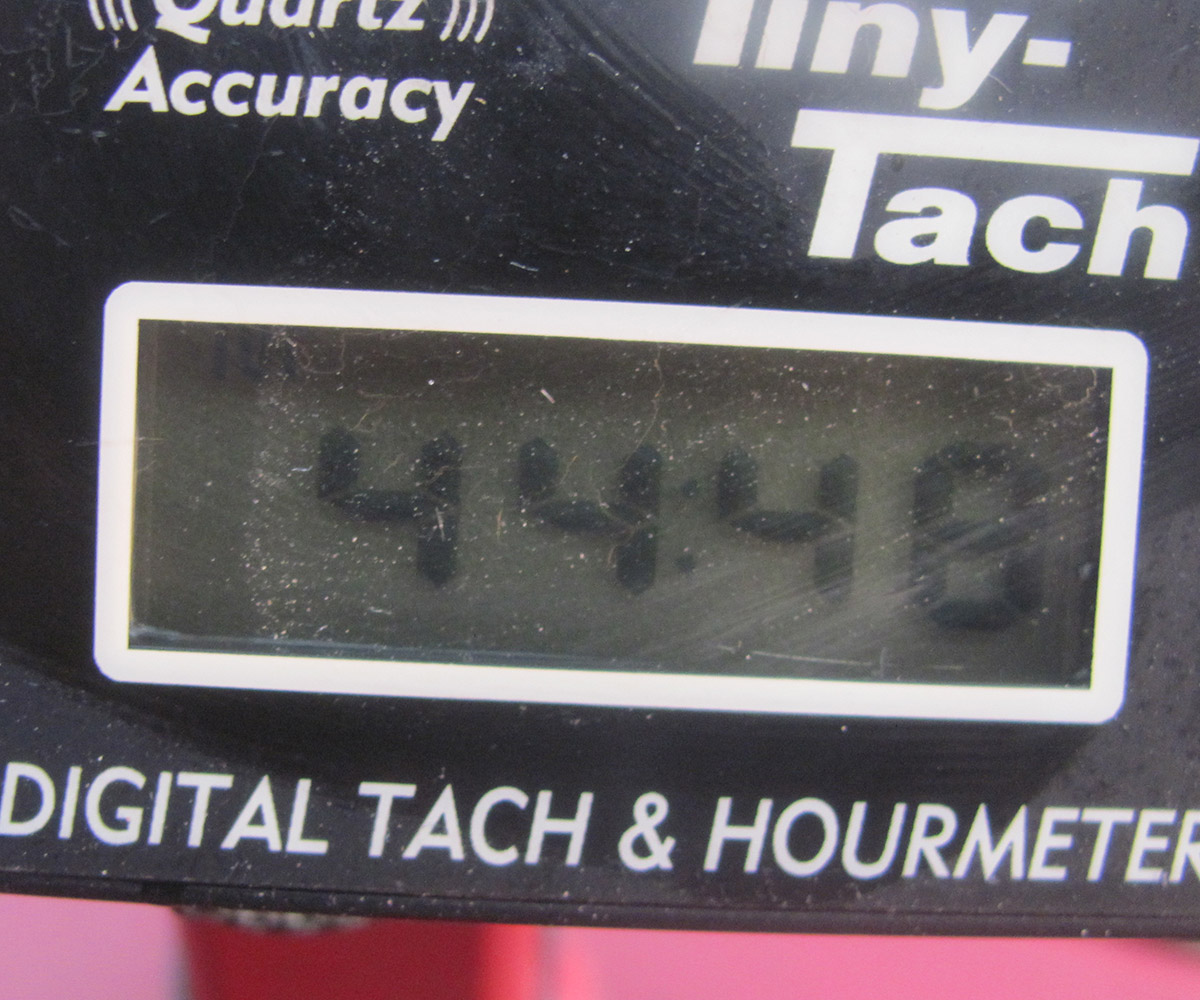 ((( Quartz )))
Accuracy
Tiny-
Tach
44:48
DIGITAL TACH & HOURMETER